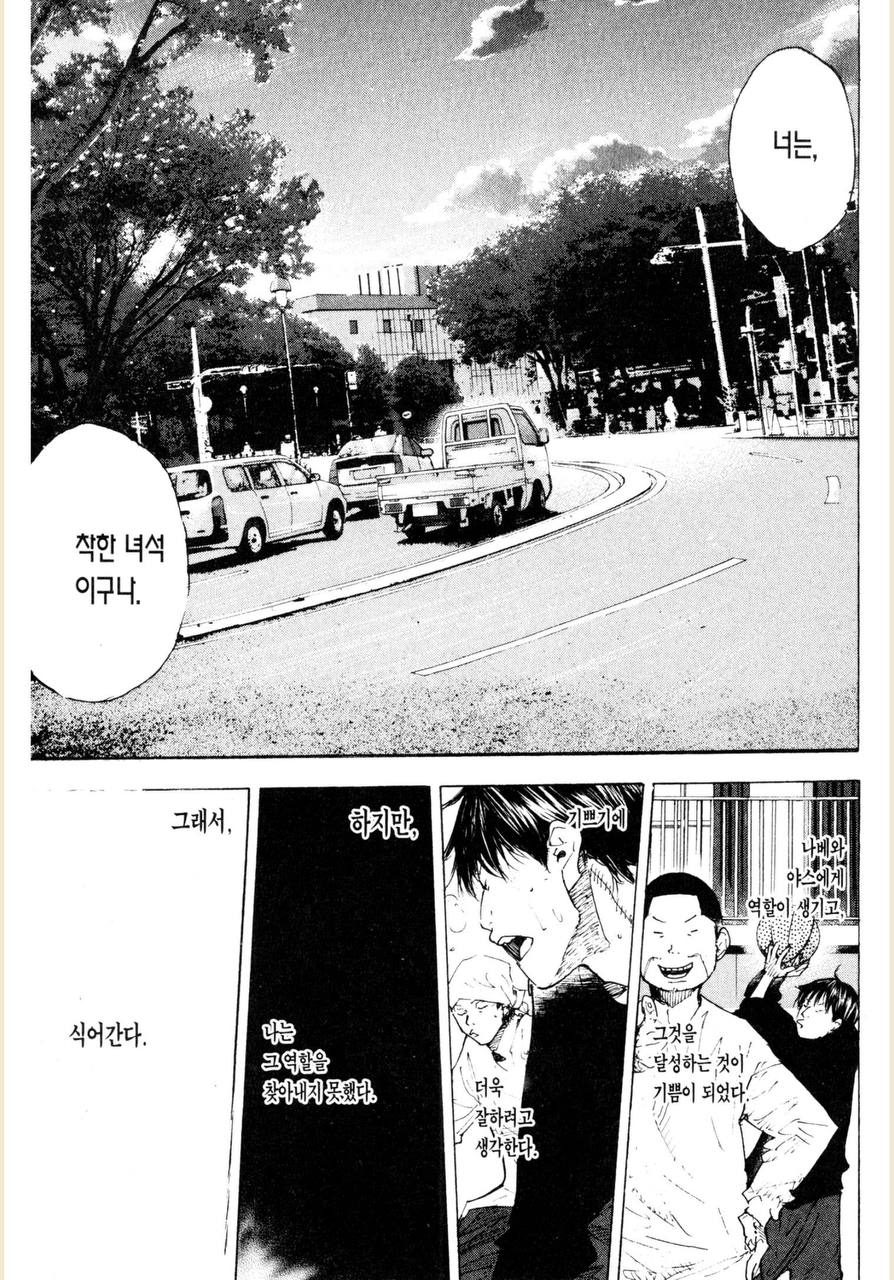 너는,
착한 녀석
이구나.
나베와
야스에게
역할이 생기고,
그것을
달성하는 것이
기쁨이 되었다.
기쁘기에
더욱
잘하려고
생각한다.
하지만,
나는
그 역할을
찾아내지 못했다.
그래서,
식어간다.